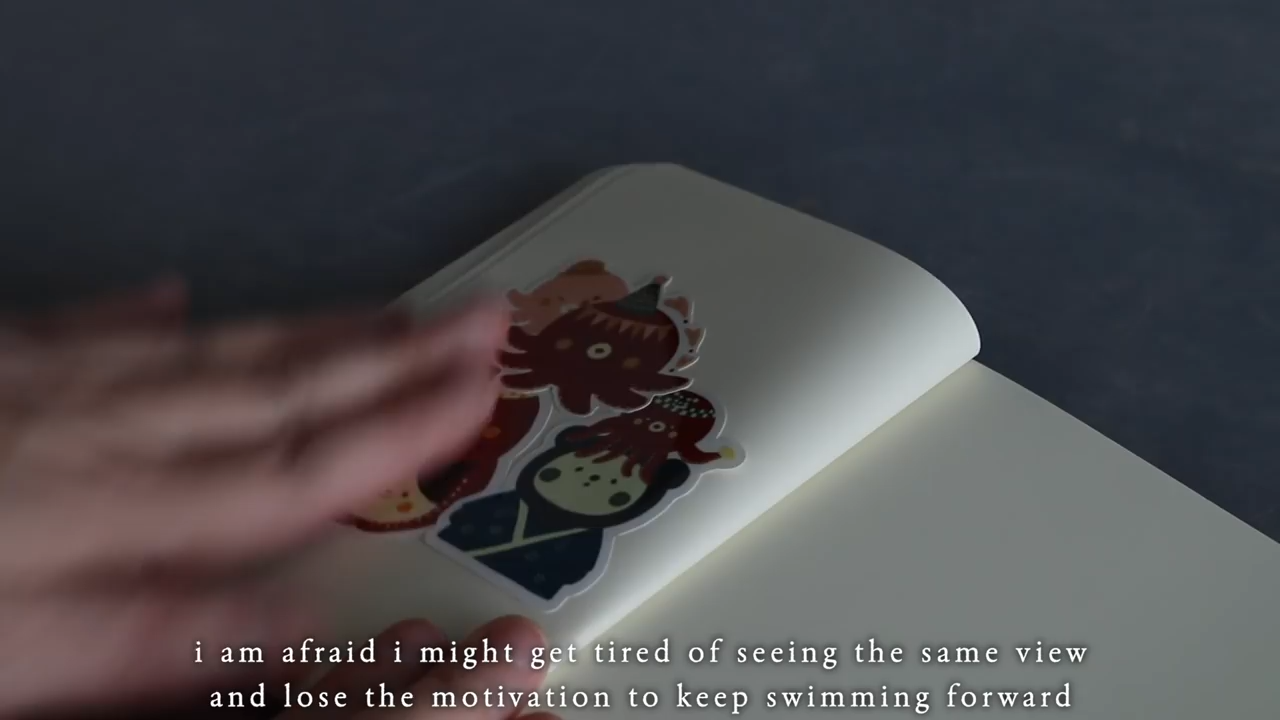 i am afraid i might get tired of seeing the same view
and lose the motivation to keep swimming forward